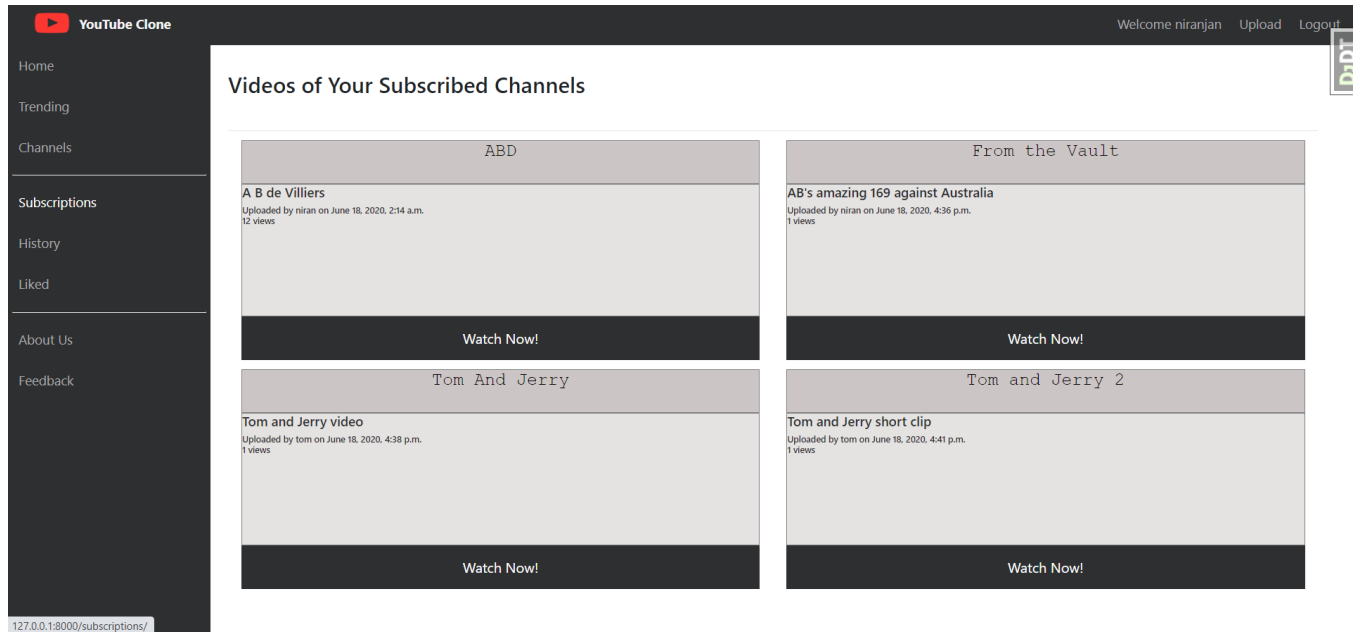 YouTube Clone
Welcome niranjan Upload Logout
DjDT
Home
Trending
Channels
Subscriptions
History
Liked
About Us
Feedback
Videos of Your Subscribed Channels
ABD
A B de Villiers
Uploaded by niran on June 18, 2020, 2:14 a.m.
12 views
Watch Now!
From the Vault
AB's amazing 169 against Australia
Uploaded by niran on June 18, 2020, 4:36 p.m.
1 views
Watch Now!
Tom And Jerry
Tom and Jerry video
Uploaded by tom on June 18, 2020, 4:38 p.m.
1 views
Watch Now!
Tom and Jerry 2
Tom and Jerry short clip
Uploaded by tom on June 18, 2020, 4:41 p.m.
1 views
Watch Now!
127.0.0.1:8000/subscriptions/